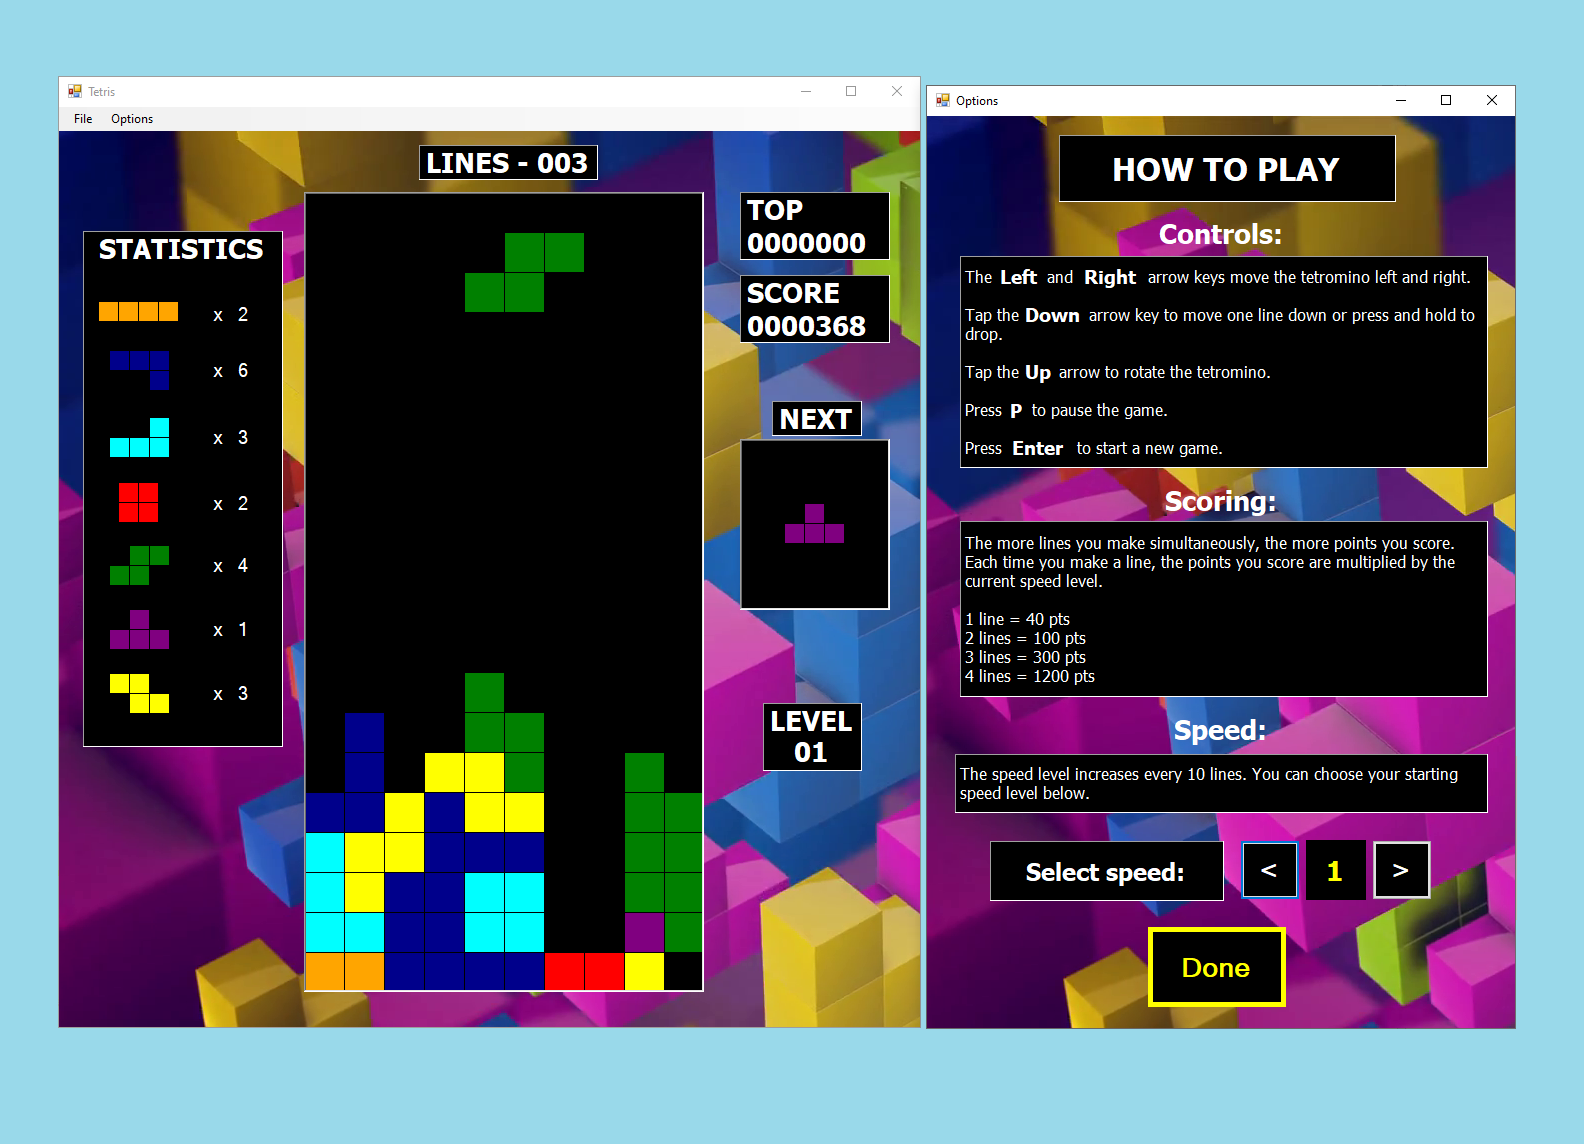 Tetris
File Options
LINES - 003
STATISTICS
x 2
x 6
x 3
x 2
x 4
x 1
x 3
TOP
0000000
SCORE
0000368
NEXT
LEVEL
01
Options
HOW TO PLAY
Controls:
The Left and Right arrow keys move the tetromino left and right.
Tap the Down arrow key to move one line down or press and hold to
drop.
Tap the Up arrow to rotate the tetromino.
Press P to pause the game.
Press Enter to start a new game.
Scoring:
The more lines you make simultaneously, the more points you score.
Each time you make a line, the points you score are multiplied by the
current speed level.
1 line = 40 pts
2 lines = 100 pts
3 lines = 300 pts
4 lines = 1200 pts
Speed:
The speed level increases every 10 lines. You can choose your starting
speed level below.
Select speed: < 1 >
Done